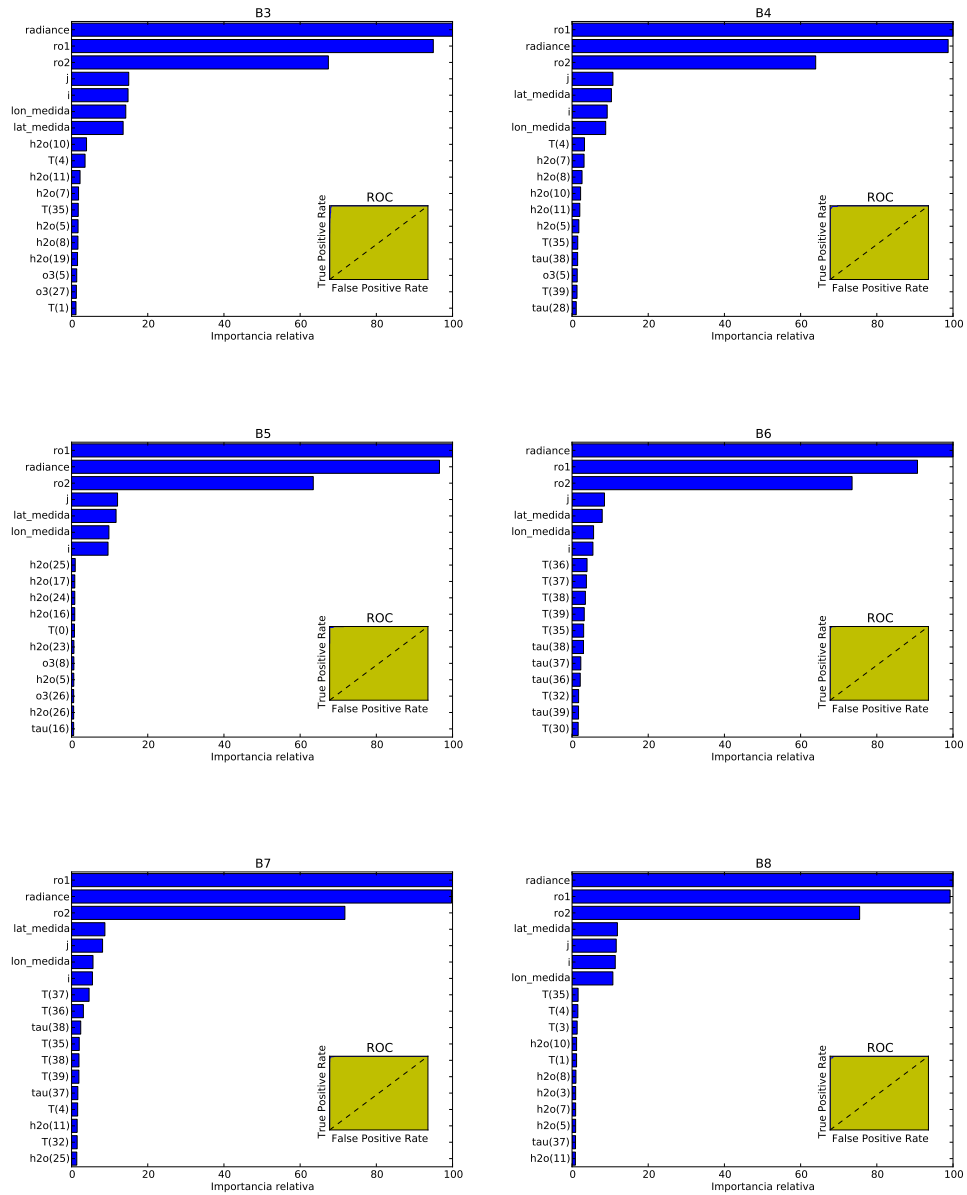 B3
radiance
ro1
ro2
j
i
lon_medida
lat_medida
h2o(10)
T(4)
h2o(11)
h2o(7)
T(35)
h2o(5)
h2o(8)
h2o(19)
o3(5)
o3(27)
T(1)
ROC
True Positive Rate
False Positive Rate
0 20 40 60 80 100
Importancia relativa
B4
ro1
radiance
ro2
j
lat_medida
i
lon_medida
T(4)
h2o(7)
h2o(8)
h2o(10)
h2o(11)
h2o(5)
T(35)
tau(38)
o3(5)
T(39)
tau(28)
ROC
True Positive Rate
False Positive Rate
0 20 40 60 80 100
Importancia relativa
B5
ro1
radiance
ro2
j
lat_medida
lon_medida
i
h2o(25)
h2o(17)
h2o(24)
h2o(16)
T(0)
h2o(23)
o3(8)
h2o(5)
o3(26)
h2o(26)
tau(16)
ROC
True Positive Rate
False Positive Rate
0 20 40 60 80 100
Importancia relativa
B6
radiance
ro1
ro2
j
lat_medida
lon_medida
i
T(36)
T(37)
T(38)
T(39)
T(35)
tau(38)
tau(37)
tau(36)
T(32)
tau(39)
T(30)
ROC
True Positive Rate
False Positive Rate
0 20 40 60 80 100
Importancia relativa
B7
ro1
radiance
ro2
lat_medida
j
lon_medida
i
T(37)
T(36)
tau(38)
T(35)
T(38)
T(39)
tau(37)
T(4)
h2o(11)
T(32)
h2o(25)
ROC
True Positive Rate
False Positive Rate
0 20 40 60 80 100
Importancia relativa
B8
radiance
ro1
ro2
lat_medida
j
i
lon_medida
T(35)
T(4)
T(3)
h2o(10)
T(1)
h2o(8)
h2o(3)
h2o(7)
h2o(5)
tau(37)
h2o(11)
ROC
True Positive Rate
False Positive Rate
0 20 40 60 80 100
Importancia relativa